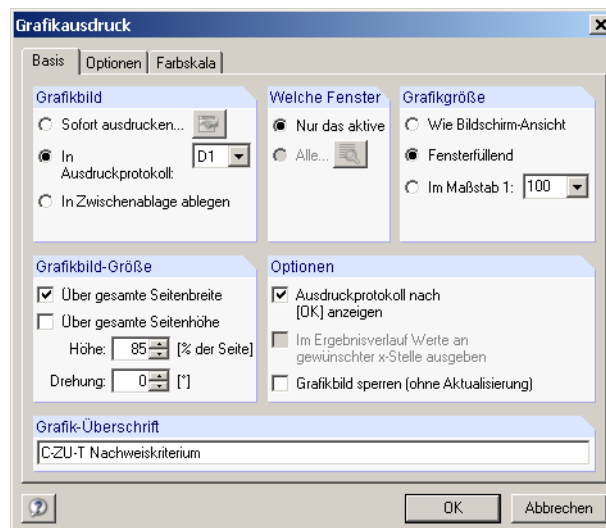 Grafikausdruck
Basis Optionen Farbskala
Grafikbild
Sofort ausdrucken...
In Ausdruckprotokoll: D1
In Zwischenablage ablegen
Welche Fenster
Nur das aktive
Alle...
Grafikgröße
Wie Bildschirm-Ansicht
Fensterfüllend
Im Maßstab 1: 100
Grafikbild-Größe
Über gesamte Seitenbreite
Über gesamte Seitenhöhe
Höhe: 85 [% der Seite]
Drehung: 0 [°]
Optionen
Ausdruckprotokoll nach
[OK] anzeigen
Im Ergebnisverlauf Werte an
gewünschter x-Stelle ausgeben
Grafikbild sperren (ohne Aktualisierung)
Grafik-Überschrift
C-ZU-T Nachweiskriterium
OK Abbrechen